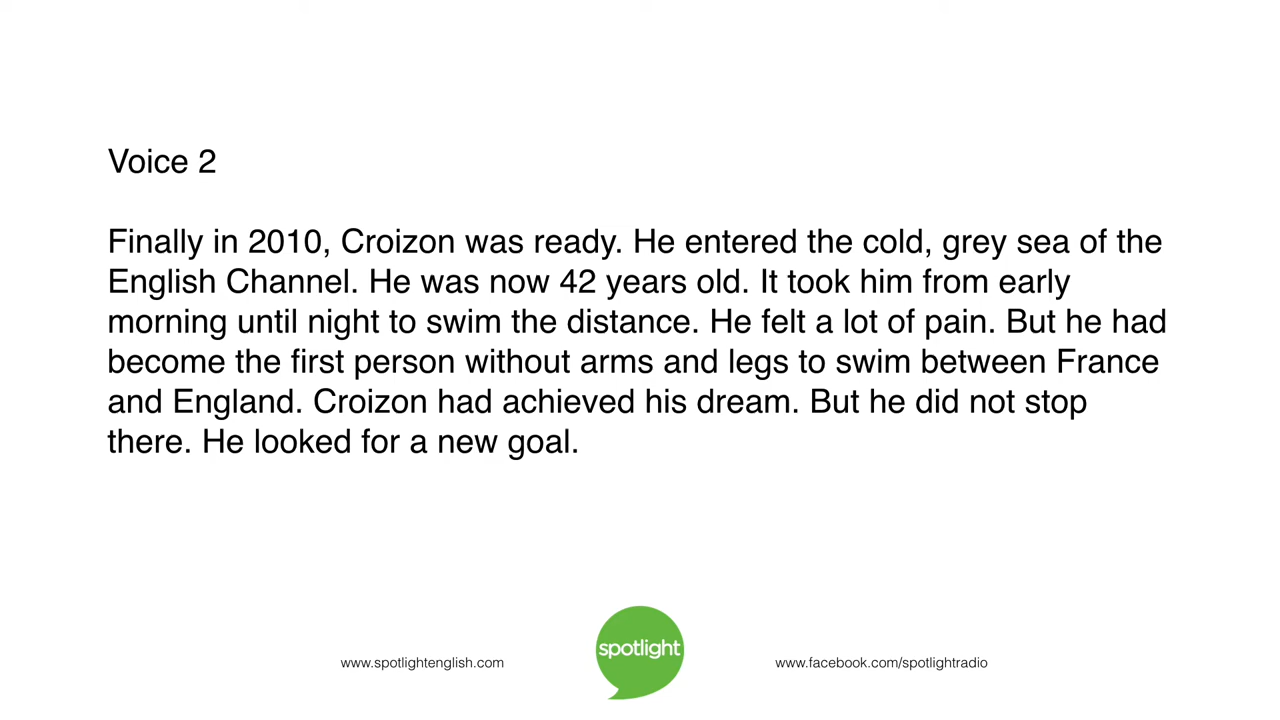 Voice 2
Finally in 2010, Croizon was ready. He entered the cold, grey sea of the
English Channel. He was now 42 years old. It took him from early
morning until night to swim the distance. He felt a lot of pain. But he had
become the first person without arms and legs to swim between France
and England. Croizon had achieved his dream. But he did not stop
there. He looked for a new goal.
www.spotlightenglish.com
spotlight
www.facebook.com/spotlightradio